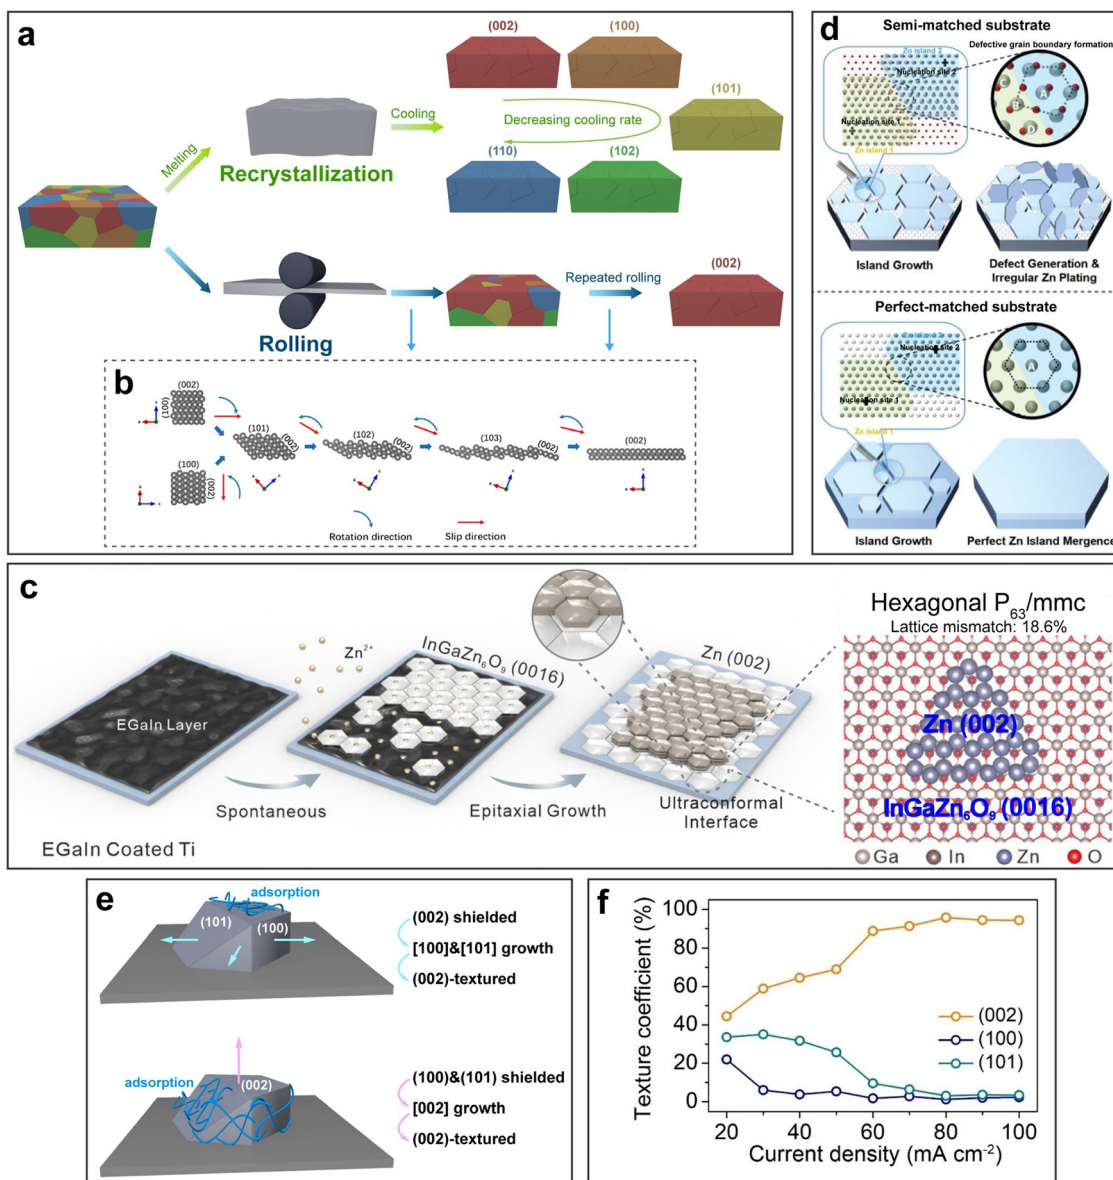 a
Melting
Recrystallization
Cooling
(002)
(100)
(101)
Decreasing cooling rate
(110)
(102)
Rolling
Repeated rolling
(002)
b
(002)
(100)
(100)
(002)
(101)
(002)
(102)
(002)
(103)
(002)
(002)
Rotation direction
Slip direction
d
Semi-matched substrate
Zn island 2
Nucleation site 2
Nucleation site 1
Zn island 1
Defective grain boundary formation
A
B
C
D
Island Growth
Defect Generation &
Irregular Zn Plating
Perfect-matched substrate
Nucleation site 2
Nucleation site 1
Zn island 1
A
Island Growth
Perfect Zn Island Mergence
c
EGaIn Layer
Zn²⁺
InGaZn₆O₉ (0016)
Zn (002)
Spontaneous
Epitaxial Growth
Ultraconformal
Interface
EGaIn Coated Ti
Hexagonal P₆₃/mmc
Lattice mismatch: 18.6%
Zn (002)
InGaZn₆O₉ (0016)
Ga In Zn O
e
adsorption
(101)
(100)
(002) shielded
[100]&[101] growth
(002)-textured
adsorption
(002)
(100)&(101) shielded
[002] growth
(002)-textured
f
Texture coefficient (%)
100
80
60
40
20
0
(002)
(100)
(101)
20 40 60 80 100
Current density (mA cm⁻²)